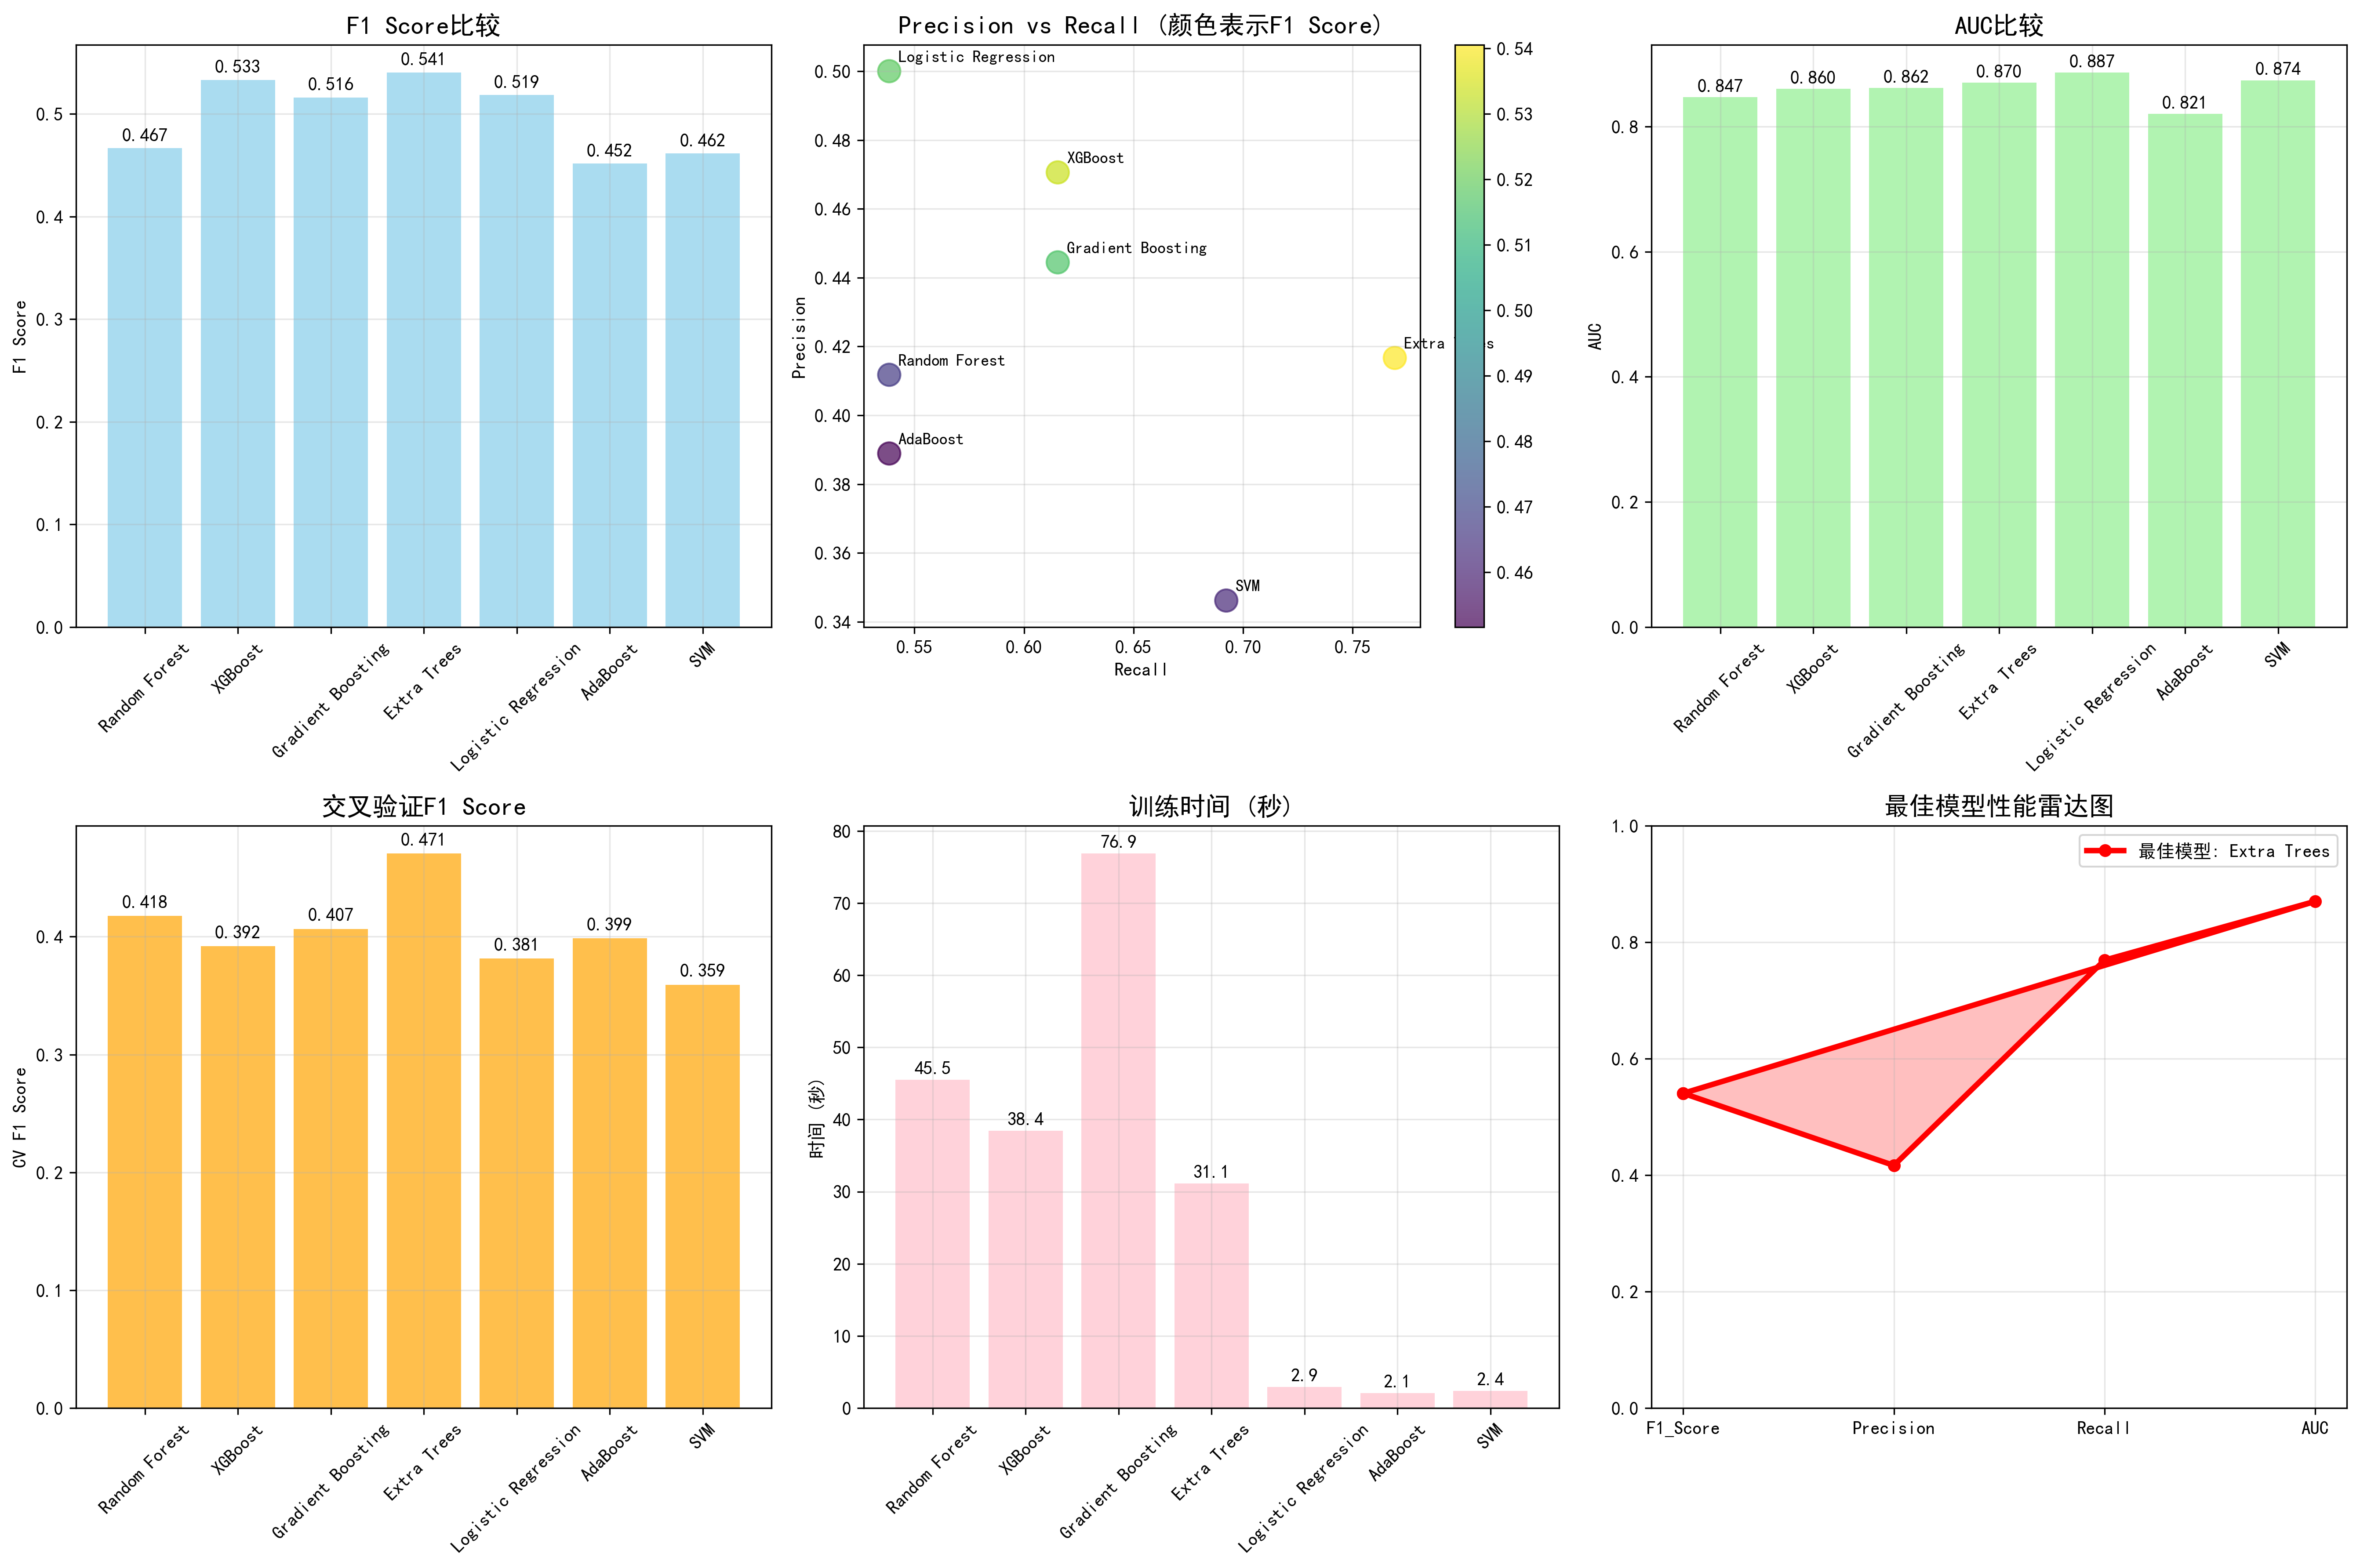 F1 Score比较
0.5
0.4
0.3
0.2
0.1
0.0
F1 Score
0.467
0.533
0.516
0.541
0.519
0.452
0.462
Random Forest
XGBoost
Gradient Boosting
Extra Trees
Logistic Regression
AdaBoost
SVM
Precision vs Recall (颜色表示F1 Score)
0.50
0.48
0.46
0.44
0.42
0.40
0.38
0.36
0.34
Precision
Logistic Regression
XGBoost
Gradient Boosting
Extra
Random Forest
AdaBoost
SVM
0.55
0.60
0.65
0.70
0.75
Recall
0.54
0.53
0.52
0.51
0.50
0.49
0.48
0.47
0.46
AUC比较
0.8
0.6
0.4
0.2
0.0
AUC
0.847
0.860
0.862
0.870
0.887
0.821
0.874
Random Forest
XGBoost
Gradient Boosting
Extra Trees
Logistic Regression
AdaBoost
SVM
交叉验证F1 Score
0.4
0.3
0.2
0.1
0.0
CV F1 Score
0.418
0.392
0.407
0.471
0.381
0.399
0.359
Random Forest
XGBoost
Gradient Boosting
Extra Trees
Logistic Regression
AdaBoost
SVM
训练时间 (秒)
80
70
60
50
40
30
20
10
0
时间 (秒)
45.5
38.4
76.9
31.1
2.9
2.1
2.4
Random Forest
XGBoost
Gradient Boosting
Extra Trees
Logistic Regression
AdaBoost
SVM
最佳模型性能雷达图
1.0
0.8
0.6
0.4
0.2
0.0
最佳模型: Extra Trees
F1_Score
Precision
Recall
AUC